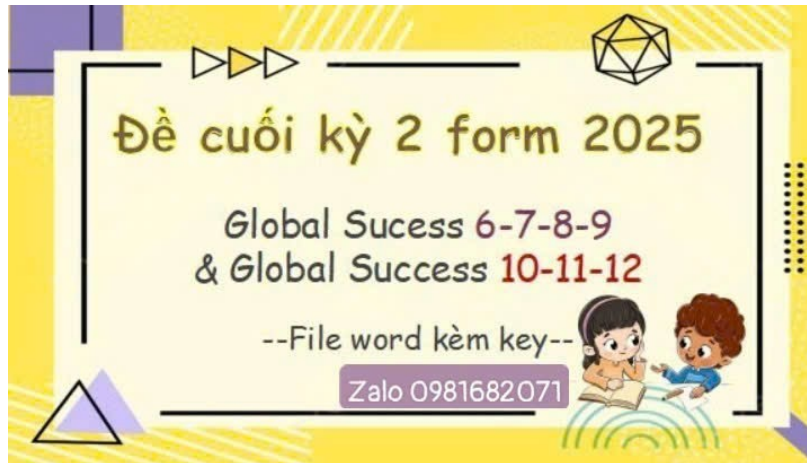 Đề cuối kỳ 2 form 2025
Global Sucess 6-7-8-9
& Global Success 10-11-12
--File word kèm key--
Zalo 0981682071